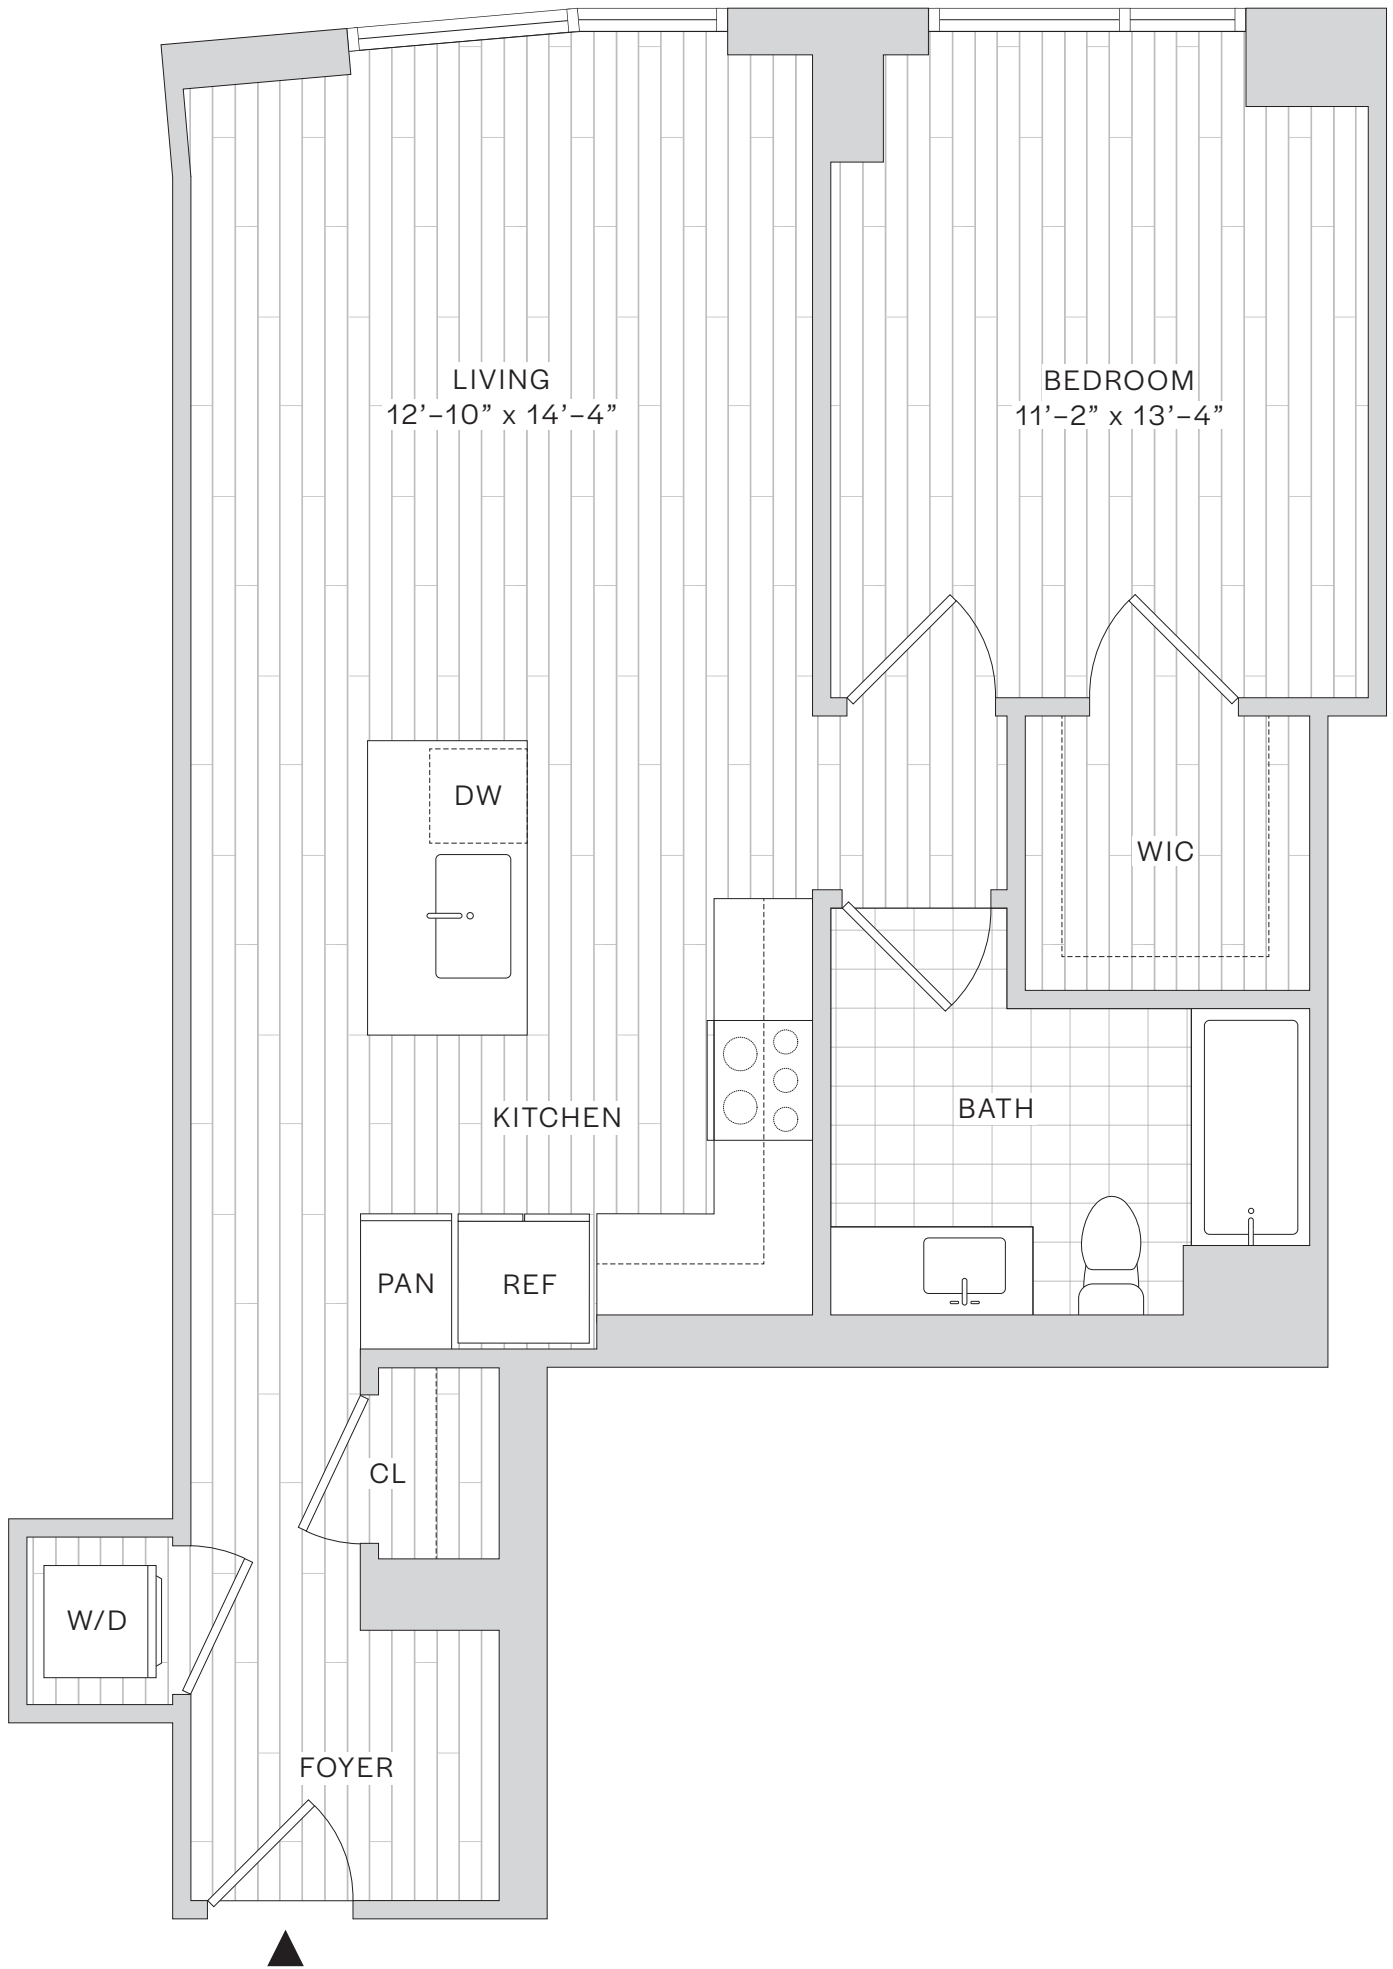 LIVING
12’–10” x 14’–4”
BEDROOM
11’–2” x 13’–4”
DW
WIC
KITCHEN
BATH
PAN
REF
CL
W/D
FOYER